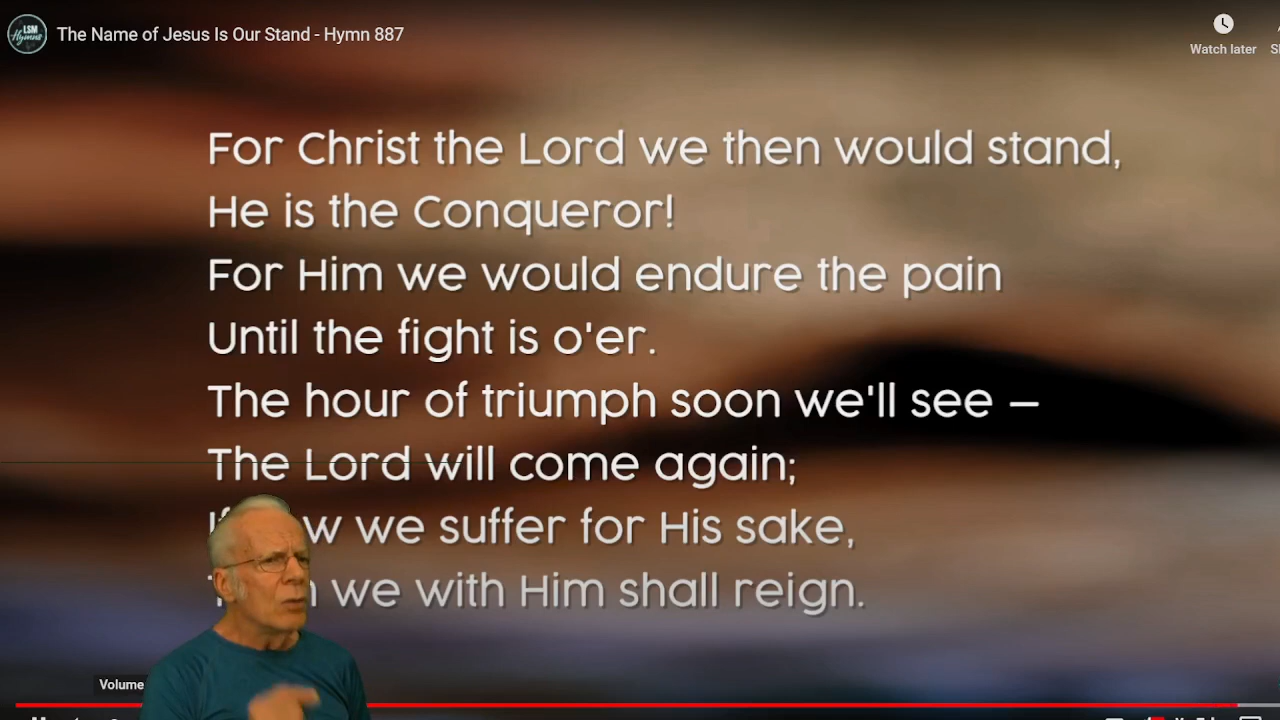 LSM
Hymns
The Name of Jesus Is Our Stand - Hymn 887
Watch later
For Christ the Lord we then would stand,
He is the Conqueror!
For Him we would endure the pain
Until the fight is o'er.
The hour of triumph soon we'll see —
The Lord will come again;
we suffer for His sake,
we with Him shall reign.
Volume